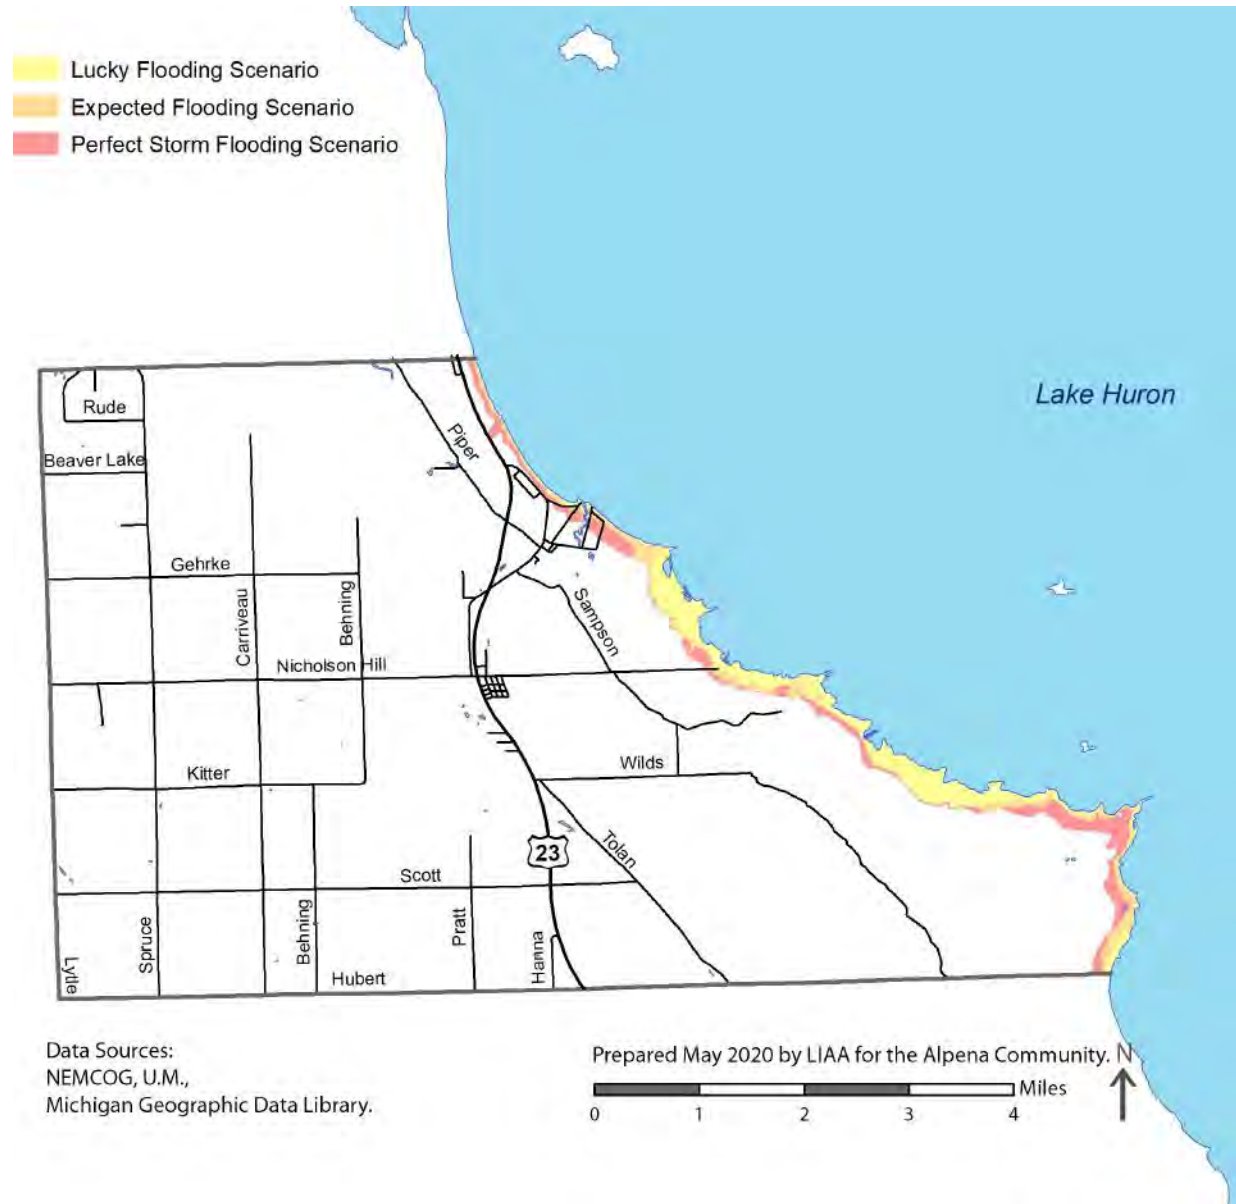 Lucky Flooding Scenario
Expected Flooding Scenario
Perfect Storm Flooding Scenario
Lake Huron
Rude
Beaver Lake
Piper
Gehrke
Carriveau
Behning
Sampson
Nicholson Hill
Kitter
Wilds
Tolan
23
Scott
Lytle
Spruce
Behning
Pratt
Hanna
Hubert
Data Sources:
NEMCOG, U.M.,
Michigan Geographic Data Library.
Prepared May 2020 by LIAA for the Alpena Community.
N
Miles
0 1 2 3 4